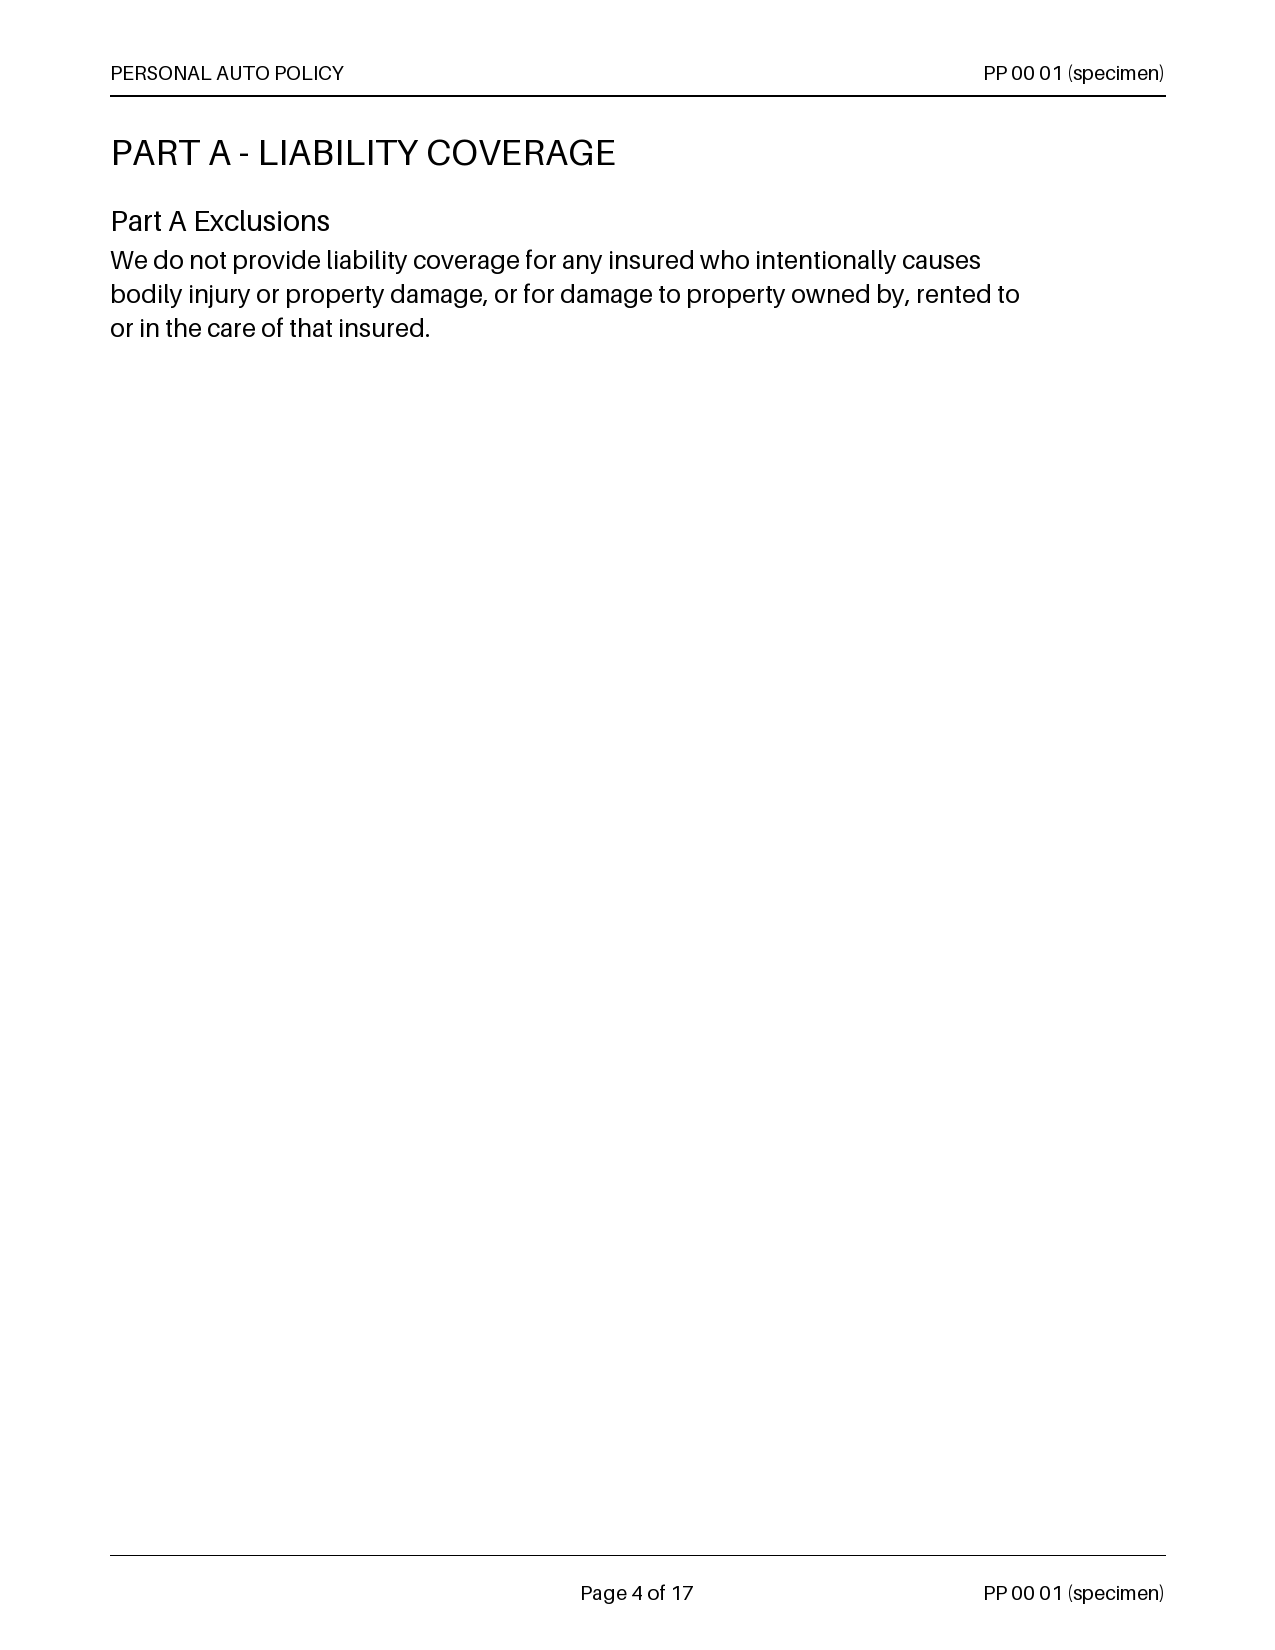 PERSONAL AUTO POLICY PP 00 01 (specimen)
PART A - LIABILITY COVERAGE
Part A Exclusions
We do not provide liability coverage for any insured who intentionally causes
bodily injury or property damage, or for damage to property owned by, rented to
or in the care of that insured.
Page 4 of 17 PP 00 01 (specimen)